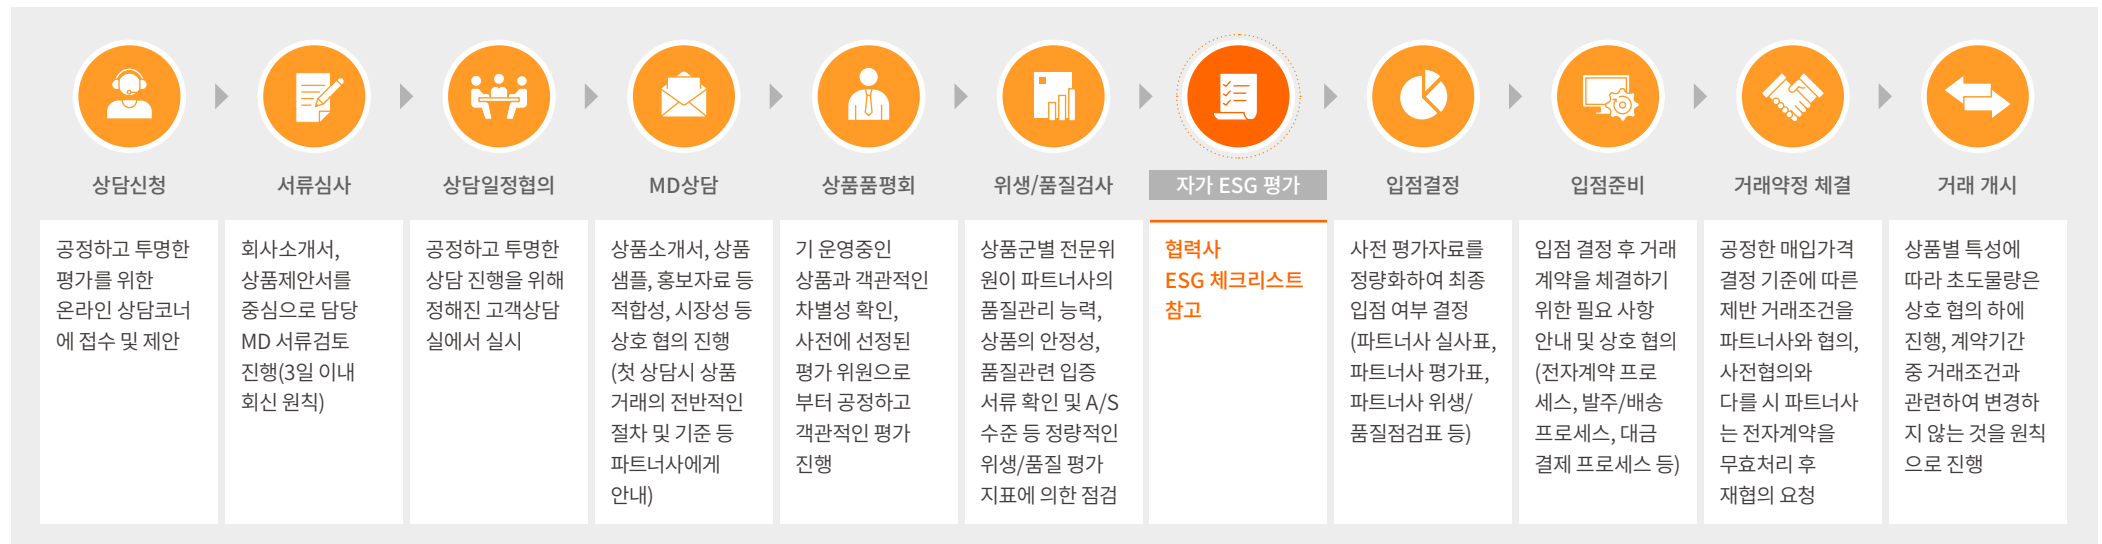 상담신청
서류심사
상담일정협의
MD상담
상품품평회
위생/품질검사
자가 ESG 평가
입점결정
입점준비
거래약정 체결
거래 개시
공정하고 투명한
평가를 위한
온라인 상담코너
에 접수 및 제안
회사소개서,
상품제안서를
중심으로 담당
MD 서류검토
진행(3일 이내
회신 원칙)
공정하고 투명한
상담 진행을 위해
정해진 고객상담
실에서 실시
상품소개서, 상품
샘플, 홍보자료 등
적합성, 시장성 등
상호 협의 진행
(첫 상담시 상품
거래의 전반적인
절차 및 기준 등
파트너사에게
안내)
기 운영중인
상품과 객관적인
차별성 확인,
사전에 선정된
평가 위원으로
부터 공정하고
객관적인 평가
진행
상품군별 전문위
원이 파트너사의
품질관리 능력,
상품의 안정성,
품질관련 입증
서류 확인 및 A/S
수준 등 정량적인
위생/품질 평가
지표에 의한 점검
협력사
ESG 체크리스트
참고
사전 평가자료를
정량화하여 최종
입점 여부 결정
(파트너사 실사표,
파트너사 평가표,
파트너사 위생/
품질점검표 등)
입점 결정 후 거래
계약을 체결하기
위한 필요 사항
안내 및 상호 협의
(전자계약 프로
세스, 발주/배송
프로세스, 대금
결제 프로세스 등)
공정한 매입가격
결정 기준에 따른
제반 거래조건을
파트너사와 협의,
사전협의와
다를 시 파트너사
는 전자계약을
무효처리 후
재협의 요청
상품별 특성에
따라 초도물량은
상호 협의 하에
진행, 계약기간
중 거래조건과
관련하여 변경하
지 않는 것을 원칙
으로 진행